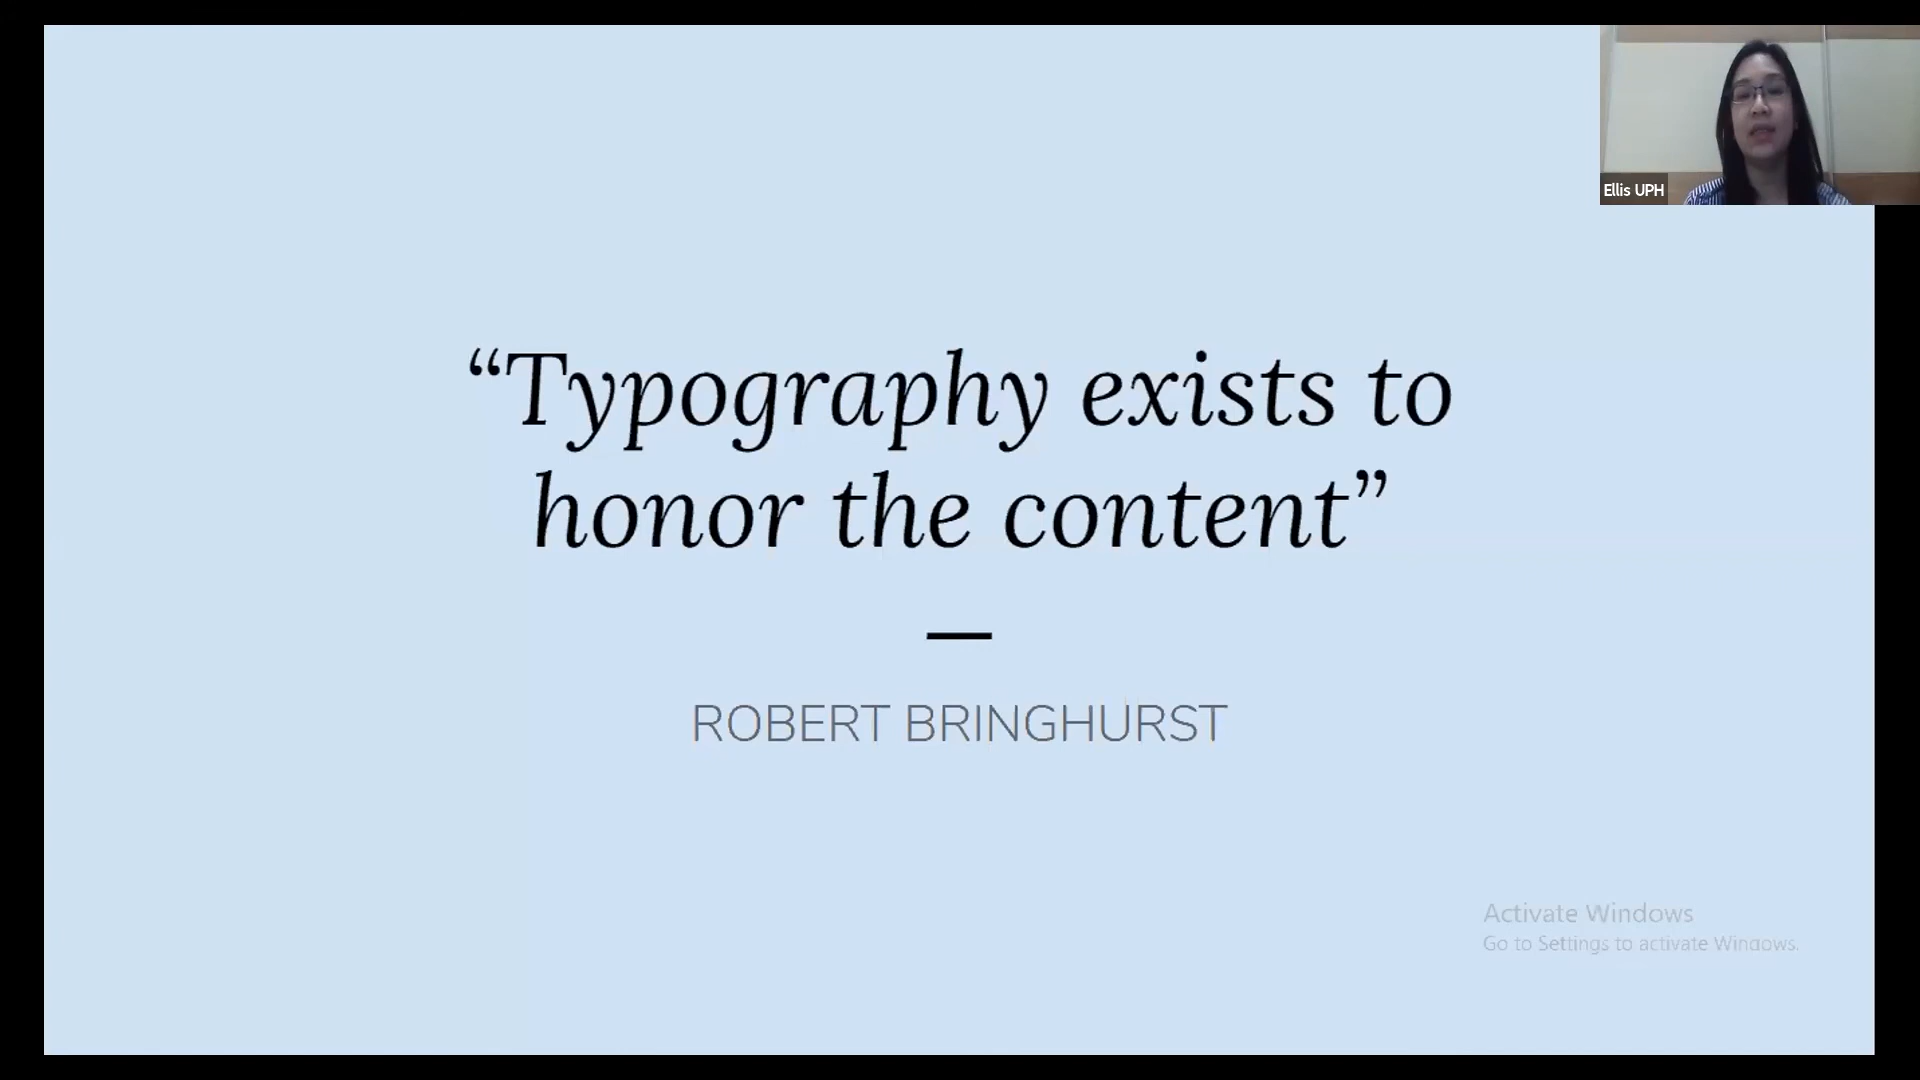 Ellis UPH
“Typography exists to
honor the content”
—
ROBERT BRINGHURST
Activate Windows
Go to Settings to activate Windows.